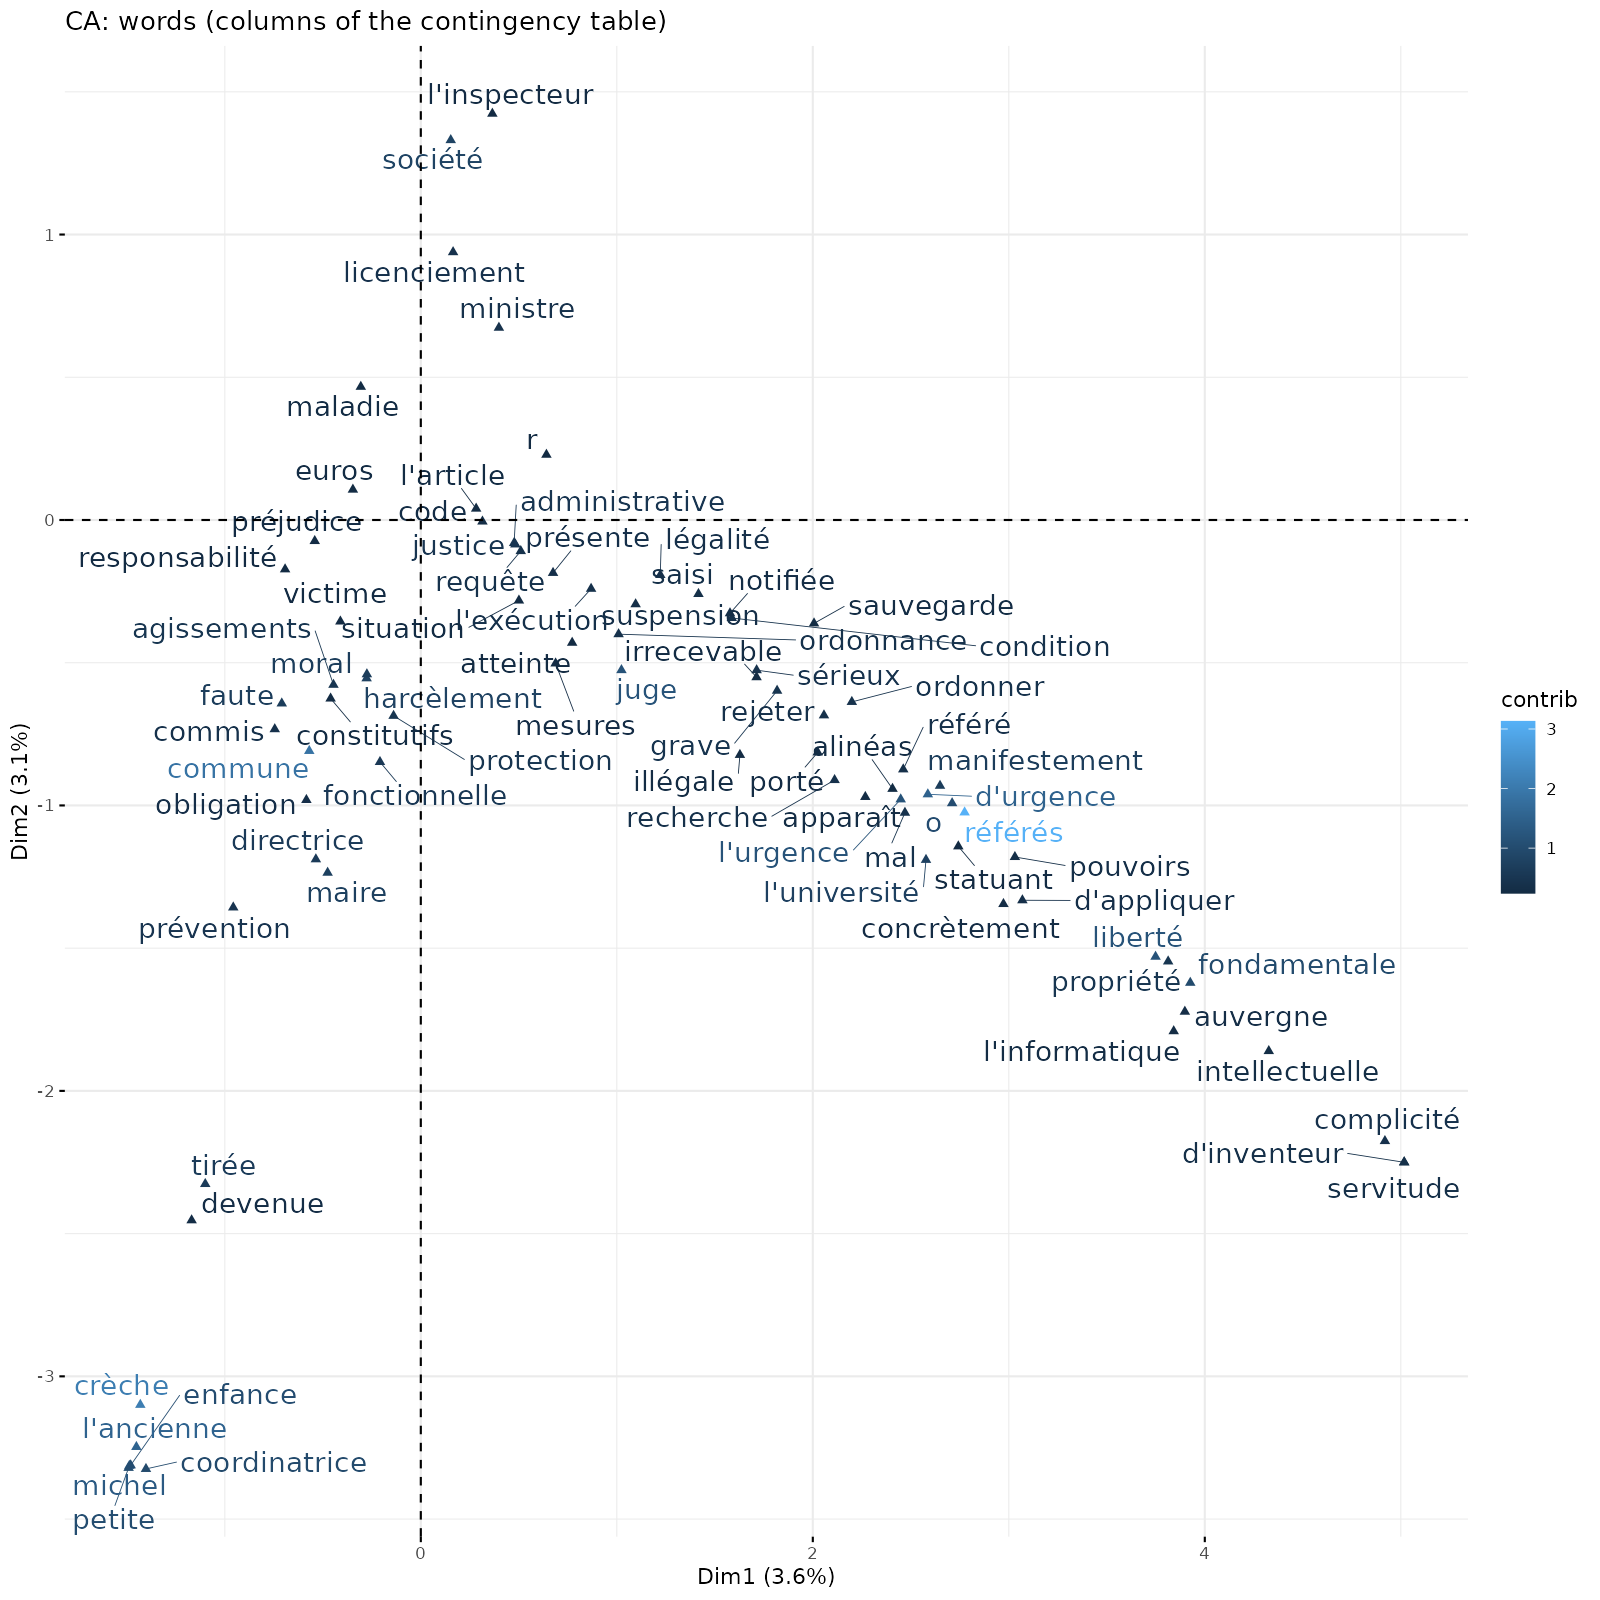 CA: words (columns of the contingency table)
l'inspecteur
société
licenciement
ministre
maladie
r
euros
l'article
code
administrative
préjudice
justice
présente
légalité
responsabilité
requête
saisi
notifiée
victime
agissements
situation
l'exécution
suspension
sauvegarde
ordonnance
condition
moral
atteinte
irrecevable
sérieux
faute
harcèlement
juge
ordonner
commis
constitutifs
mesures
rejeter
référé
commune
protection
grave
alinéas
manifestement
obligation
fonctionnelle
illégale
porté
d'urgence
recherche
apparaît
o
référés
directrice
l'urgence
mal
pouvoirs
maire
l'université
statuant
d'appliquer
prévention
concrètement
liberté
fondamentale
propriété
auvergne
l'informatique
intellectuelle
complicité
d'inventeur
servitude
tirée
devenue
crèche
enfance
l'ancienne
coordinatrice
michel
petite
1
0
-1
-2
-3
0
2
4
Dim1 (3.6%)
Dim2 (3.1%)
contrib
3
2
1